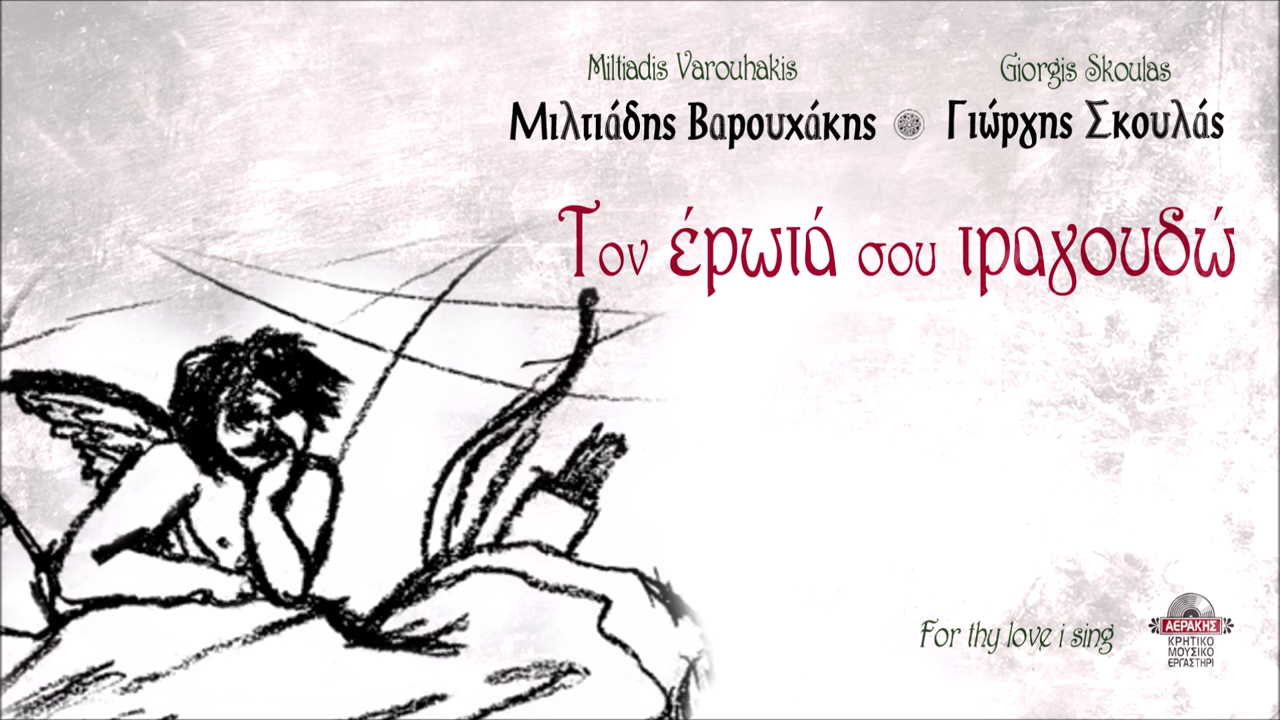 Miltiadis Varouhakis Giorgis Skoulas
Μιλτιάδης Βαρουχάκης Γιώργης Σκουλάς
Τον έρωτά σου τραγουδώ
For thy love i sing
ΑΕΡΑΚΗΣ
ΚΡΗΤΙΚΟ
ΜΟΥΣΙΚΟ
ΕΡΓΑΣΤΗΡΙ